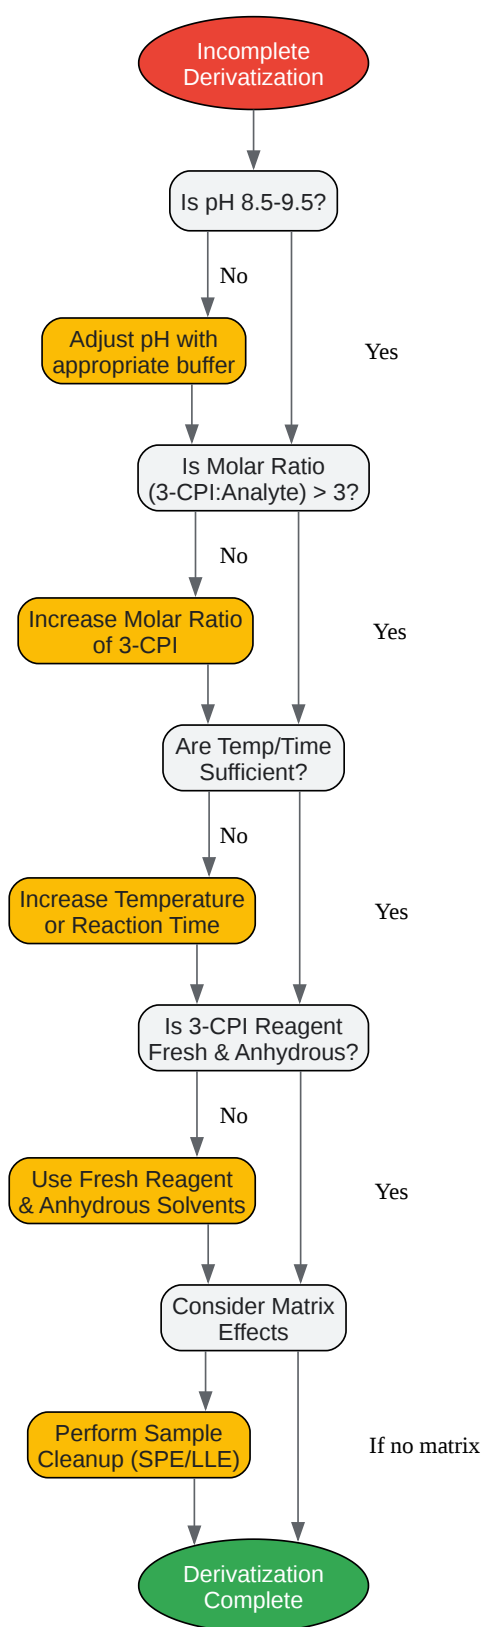 Incomplete
Derivatization
Is pH 8.5-9.5?
No
Adjust pH with
appropriate buffer
Yes
Is Molar Ratio
(3-CPI:Analyte) > 3?
No
Increase Molar Ratio
of 3-CPI
Yes
Are Temp/Time
Sufficient?
No
Increase Temperature
or Reaction Time
Yes
Is 3-CPI Reagent
Fresh & Anhydrous?
No
Use Fresh Reagent
& Anhydrous Solvents
Yes
Consider Matrix
Effects
Perform Sample
Cleanup (SPE/LLE)
If no matrix
Derivatization
Complete